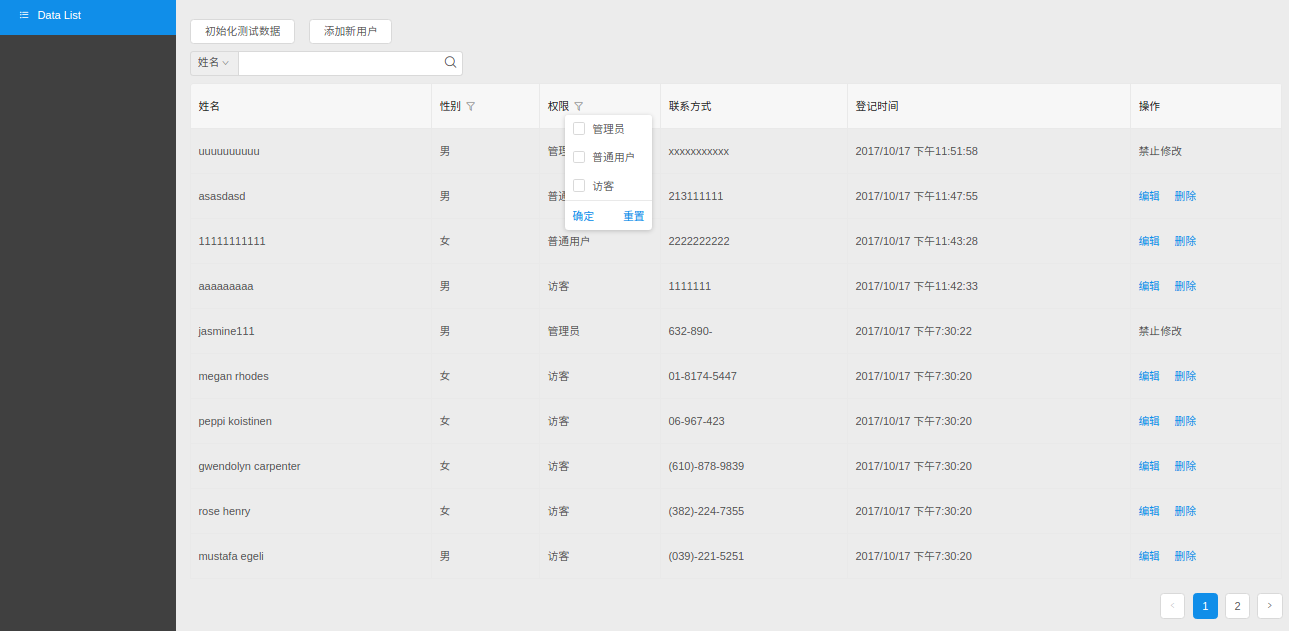 Data List
初始化测试数据 添加新用户
姓名
姓名 性别 权限 联系方式 登记时间 操作
管理员
普通用户
访客
确定 重置
uuuuuuuuuu 男 管理 xxxxxxxxxxx 2017/10/17 下午11:51:58 禁止修改
asasdasd 男 普通 213111111 2017/10/17 下午11:47:55 编辑 删除
11111111111 女 普通用户 2222222222 2017/10/17 下午11:43:28 编辑 删除
aaaaaaaaa 男 访客 1111111 2017/10/17 下午11:42:33 编辑 删除
jasmine111 男 管理员 632-890- 2017/10/17 下午7:30:22 禁止修改
megan rhodes 女 访客 01-8174-5447 2017/10/17 下午7:30:20 编辑 删除
peppi koistinen 女 访客 06-967-423 2017/10/17 下午7:30:20 编辑 删除
gwendolyn carpenter 女 访客 (610)-878-9839 2017/10/17 下午7:30:20 编辑 删除
rose henry 女 访客 (382)-224-7355 2017/10/17 下午7:30:20 编辑 删除
mustafa egeli 男 访客 (039)-221-5251 2017/10/17 下午7:30:20 编辑 删除
1 2